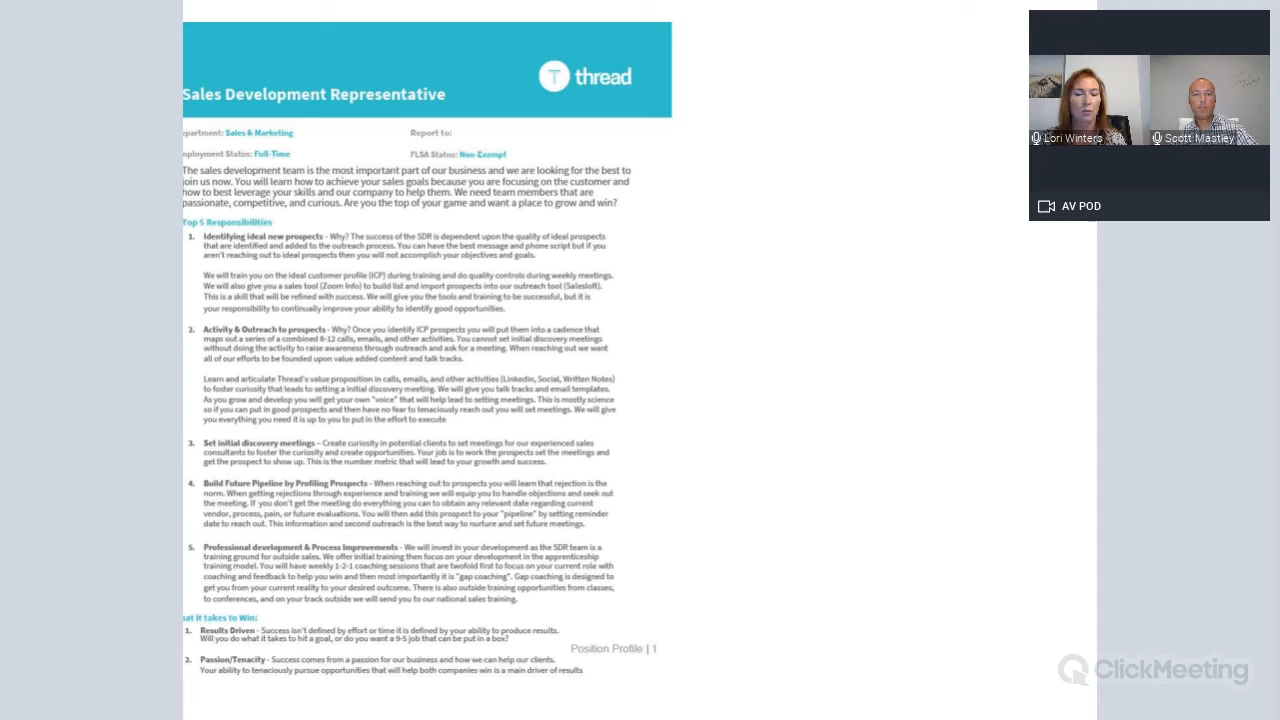 thread
Sales Development Representative
epartment: Sales & Marketing
Report to:
mployment Status: Full-Time
FLSA Status: Non-Exempt
The sales development team is the most important part of our business and we are looking for the best to
join us now. You will learn how to achieve your sales goals because you are focusing on the customer and
how to best leverage your skills and our company to help them. We need team members that are
passionate, competitive, and curious. Are you the top of your game and want a place to grow and win?
Top 5 Responsibilities
1. Identifying ideal new prospects - Why? The success of the SDR is dependent upon the quality of ideal prospects
that are identified and added to the outreach process. You can have the best message and phone script but if you
aren't reaching out to ideal prospects then you will not accomplish your objectives and goals.
We will train you on the ideal customer profile (ICP) during training and do quality controls during weekly meetings.
We will also give you a sales tool (Zoom Info) to build list and import prospects into our outreach tool (Salesloft).
This is a skill that will be refined with success. We will give you the tools and training to be successful, but it is
your responsibility to continually improve your ability to identify good opportunities.
2. Activity & Outreach to prospects - Why? Once you identify ICP prospects you will put them into a cadence that
maps out a series of a combined 8-12 calls, emails, and other activities. You cannot set initial discovery meetings
without doing the activity to raise awareness through outreach and ask for a meeting. When reaching out we want
all of our efforts to be founded upon value added content and talk tracks.
Learn and articulate Thread's value proposition in calls, emails, and other activities (Linkedin, Social, Written Notes)
to foster curiosity that leads to setting a initial discovery meeting. We will give you talk tracks and email templates.
As you grow and develop you will get your own "voice" that will help lead to setting meetings. This is mostly science
so if you can put in good prospects and then have no fear to tenaciously reach out you will set meetings. We will give
you everything you need it is up to you to put in the effort to execute
3. Set initial discovery meetings – Create curiosity in potential clients to set meetings for our experienced sales
consultants to foster the curiosity and create opportunities. Your job is to work the prospects set the meetings and
get the prospect to show up. This is the number metric that will lead to your growth and success.
4. Build Future Pipeline by Profiling Prospects - When reaching out to prospects you will learn that rejection is the
norm. When getting rejections through experience and training we will equip you to handle objections and seek out
the meeting. If you don't get the meeting do everything you can to obtain any relevant date regarding current
vendor, process, pain, or future evaluations. You will then add this prospect to your "pipeline" by setting reminder
date to reach out. This information and second outreach is the best way to nurture and set future meetings.
5. Professional development & Process Improvements - We will invest in your development as the SDR team is a
training ground for outside sales. We offer initial training then focus on your development in the apprenticeship
training model. You will have weekly 1-2-1 coaching sessions that are twofold first to focus on your current role with
coaching and feedback to help you win and then most importantly it is "gap coaching". Gap coaching is designed to
get you from your current reality to your desired outcome. There is also outside training opportunities from classes,
to conferences, and on your track outside we will send you to our national sales training.
at it takes to Win:
1. Results Driven - Success isn't defined by effort or time it is defined by your ability to produce results.
Will you do what it takes to hit a goal, or do you want a 9-5 job that can be put in a box?
Position Profile | 1
2. Passion/Tenacity - Success comes from a passion for our business and how we can help our clients.
Your ability to tenaciously pursue opportunities that will help both companies win is a main driver of results
Lori Winters
Scott Mastley
AV POD
ClickMeeting